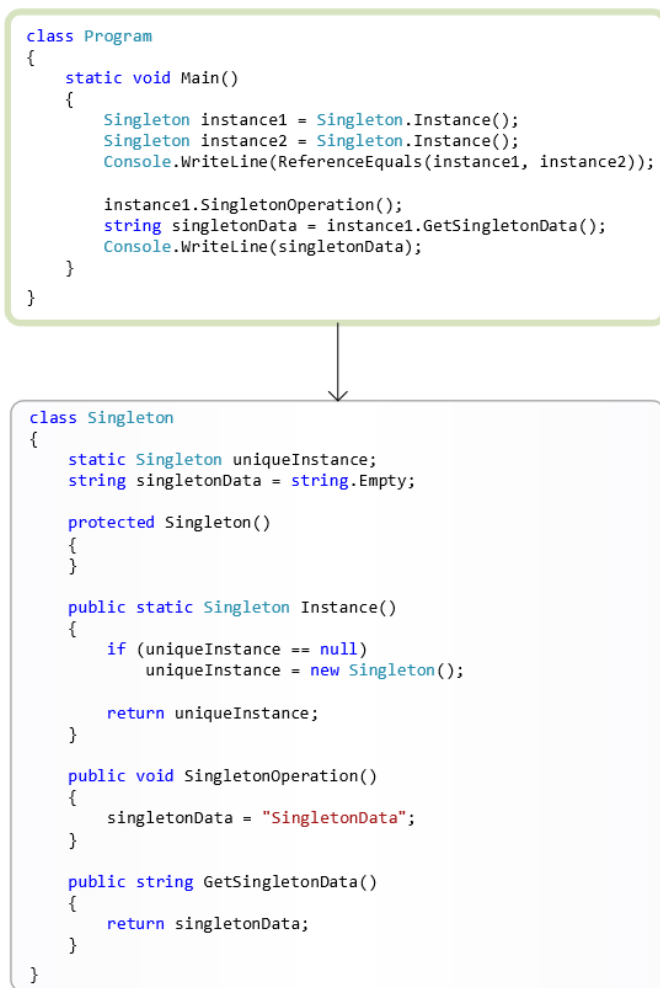 class Program
{
    static void Main()
    {
        Singleton instance1 = Singleton.Instance();
        Singleton instance2 = Singleton.Instance();
        Console.WriteLine(ReferenceEquals(instance1, instance2));

        instance1.SingletonOperation();
        string singletonData = instance1.GetSingletonData();
        Console.WriteLine(singletonData);
    }
}
class Singleton
{
    static Singleton uniqueInstance;
    string singletonData = string.Empty;

    protected Singleton()
    {
    }

    public static Singleton Instance()
    {
        if (uniqueInstance == null)
            uniqueInstance = new Singleton();

        return uniqueInstance;
    }

    public void SingletonOperation()
    {
        singletonData = "SingletonData";
    }

    public string GetSingletonData()
    {
        return singletonData;
    }
}